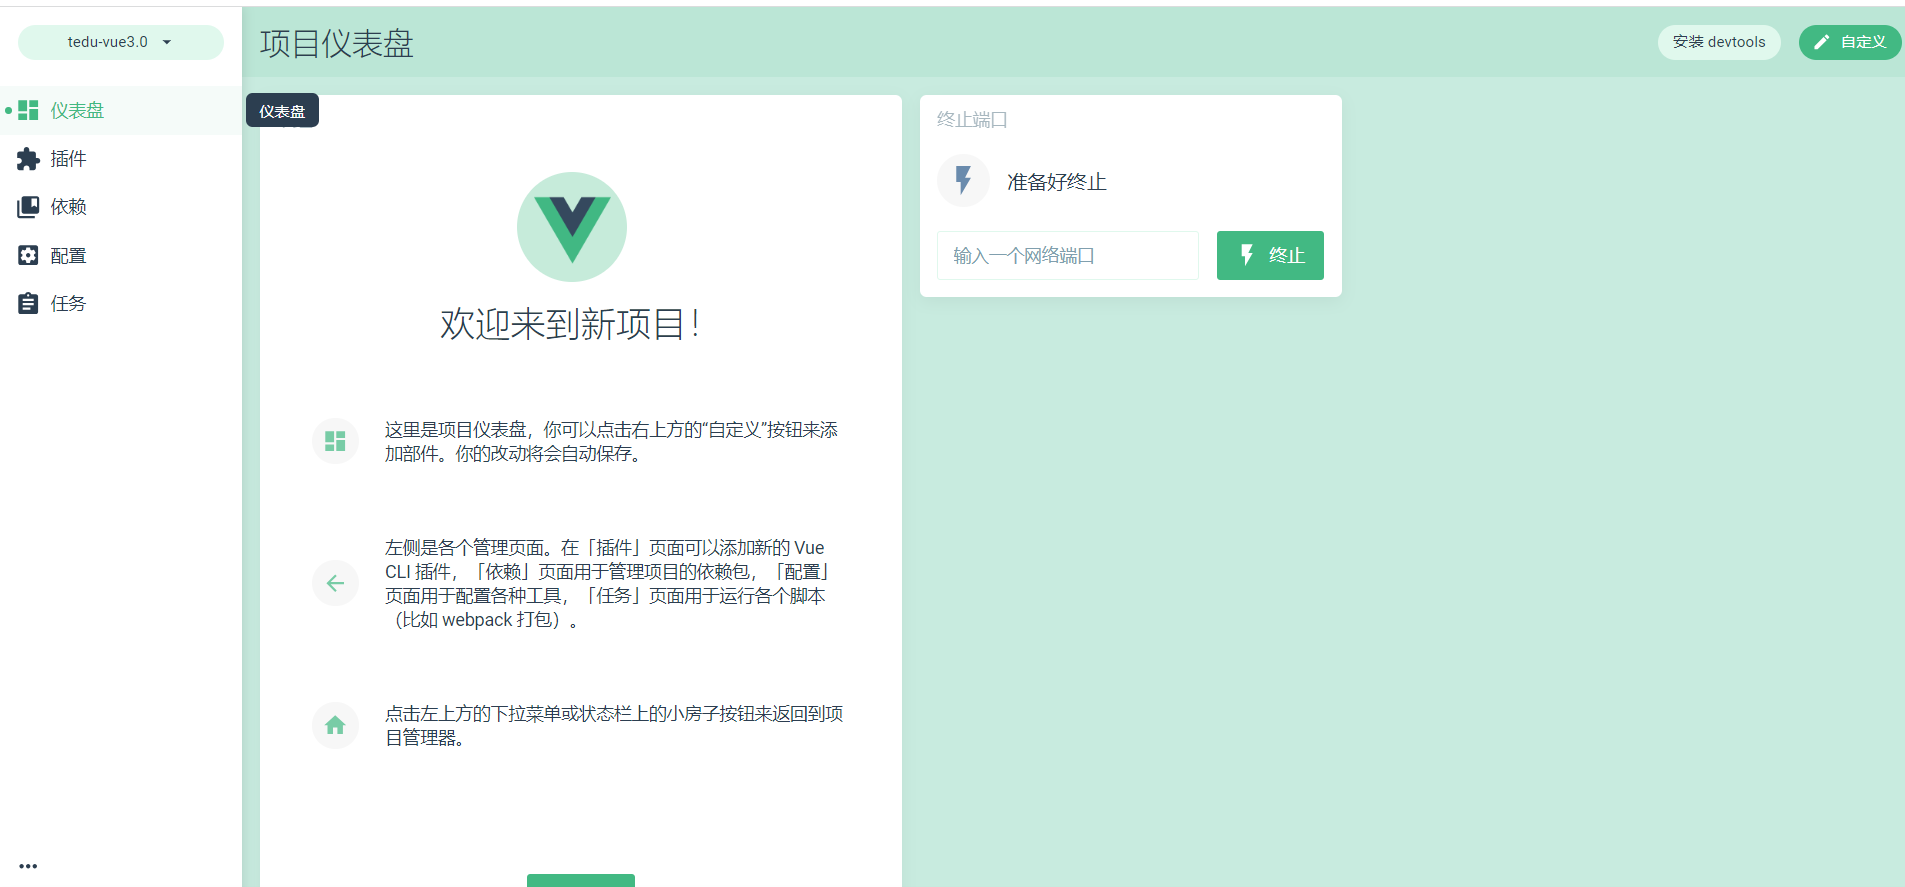 tedu-vue3.0
项目仪表盘
安装 devtools
自定义
仪表盘
插件
依赖
配置
任务
仪表盘
欢迎来到新项目！
这里是项目仪表盘，你可以点击右上方的“自定义”按钮来添
加部件。你的改动将会自动保存。
左侧是各个管理页面。在「插件」页面可以添加新的 Vue
CLI 插件，「依赖」页面用于管理项目的依赖包，「配置」
页面用于配置各种工具，「任务」页面用于运行各个脚本
（比如 webpack 打包）。
点击左上方的下拉菜单或状态栏上的小房子按钮来返回到项
目管理器。
终止端口
准备好终止
输入一个网络端口
终止